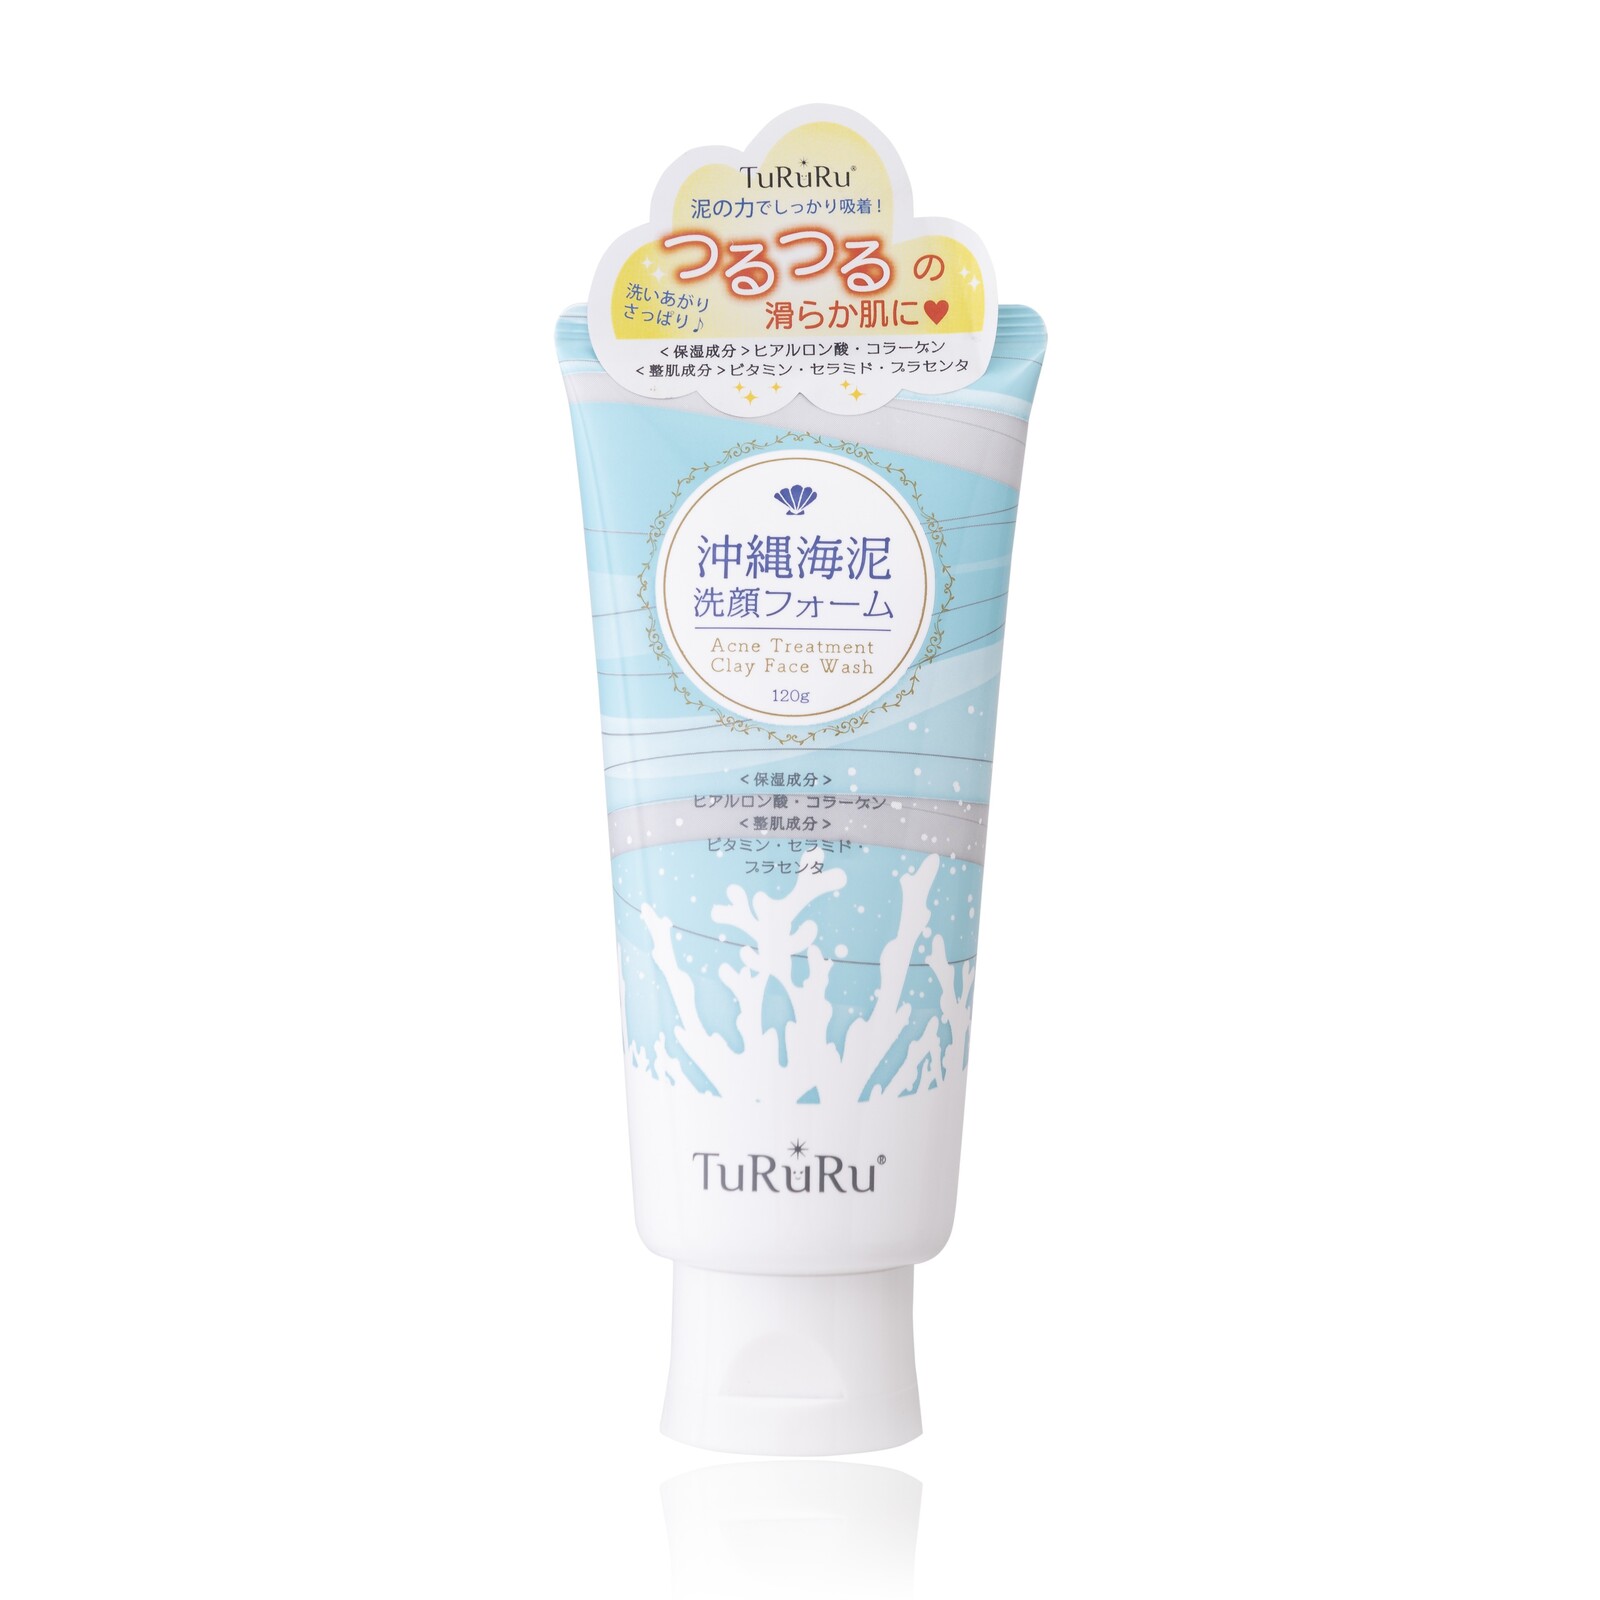 TuRuRu®
泥の力でしっかり吸着!
つるつるの
洗いあがり
さっぱり♪
滑らか肌に♥
<保湿成分>ヒアルロン酸・コラーゲン
<整肌成分>ビタミン・セラミド・プラセンタ
沖縄海泥
洗顔フォーム
Acne Treatment
Clay Face Wash
120g
<保湿成分>
ヒアルロン酸・コラーゲン
<整肌成分>
ビタミン・セラミド・
プラセンタ
TuRuRu®